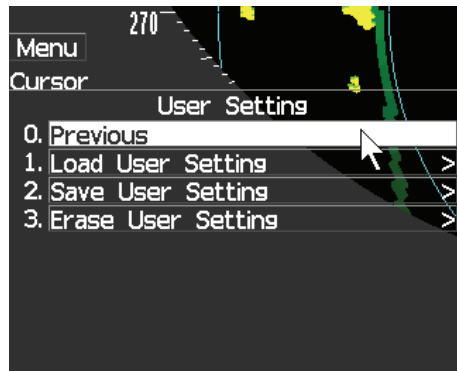 270
Menu
Cursor
User Setting
0. Previous
1. Load User Setting >
2. Save User Setting >
3. Erase User Setting >